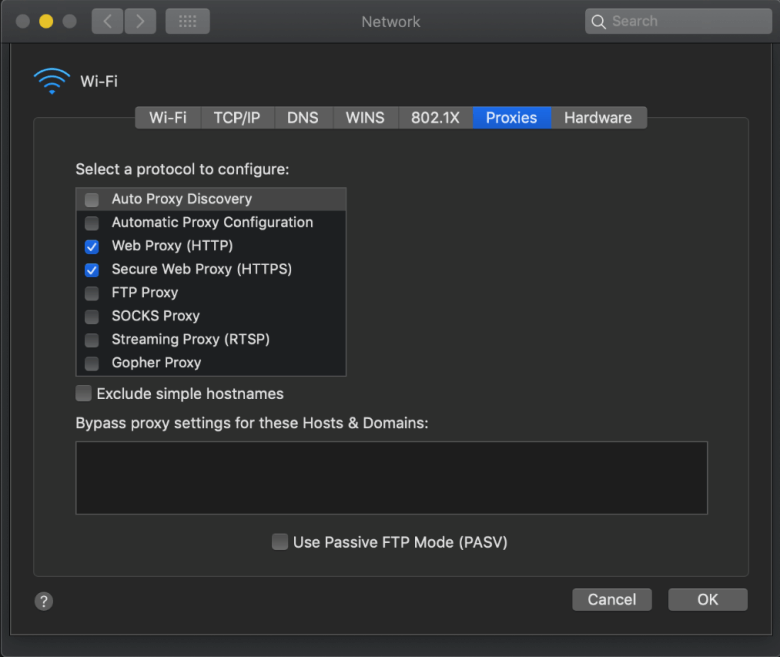 Network
Search
Wi-Fi
Wi-Fi TCP/IP DNS WINS 802.1X Proxies Hardware
Select a protocol to configure:
Auto Proxy Discovery
Automatic Proxy Configuration
Web Proxy (HTTP)
Secure Web Proxy (HTTPS)
FTP Proxy
SOCKS Proxy
Streaming Proxy (RTSP)
Gopher Proxy
Exclude simple hostnames
Bypass proxy settings for these Hosts & Domains:
Use Passive FTP Mode (PASV)
? Cancel OK